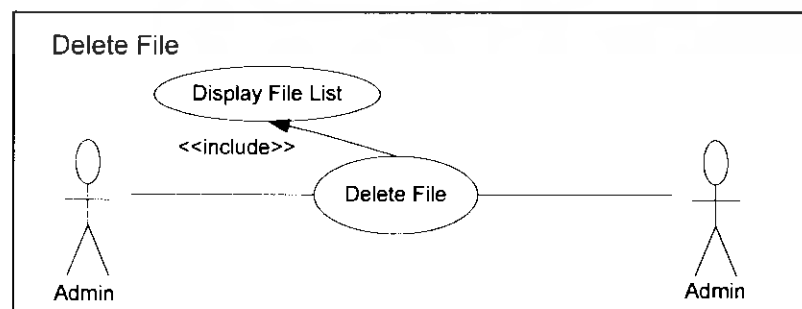 Delete File
Display File List
<<include>>
Delete File
Admin
Admin